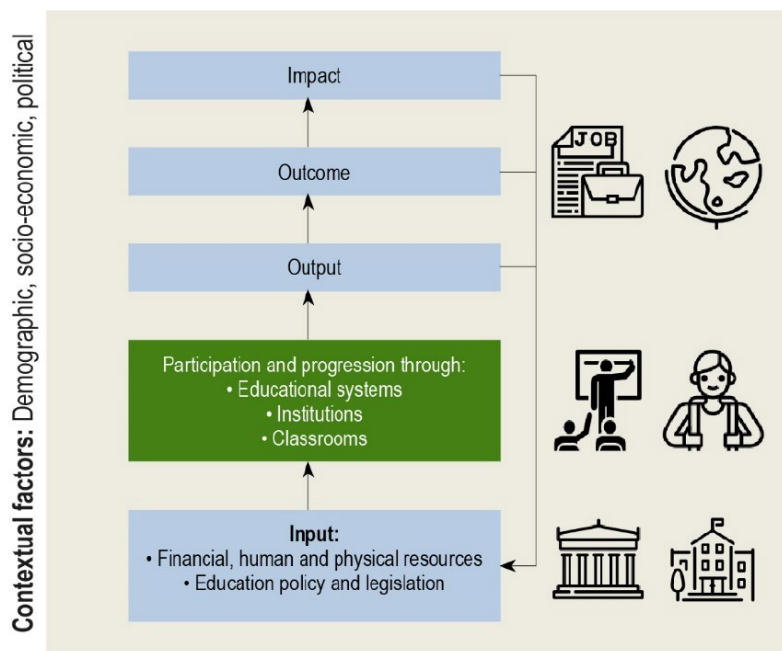 Contextual factors: Demographic, socio-economic, political
Impact
Outcome
Output
Participation and progression through:
• Educational systems
• Institutions
• Classrooms
Input:
• Financial, human and physical resources
• Education policy and legislation
JOB